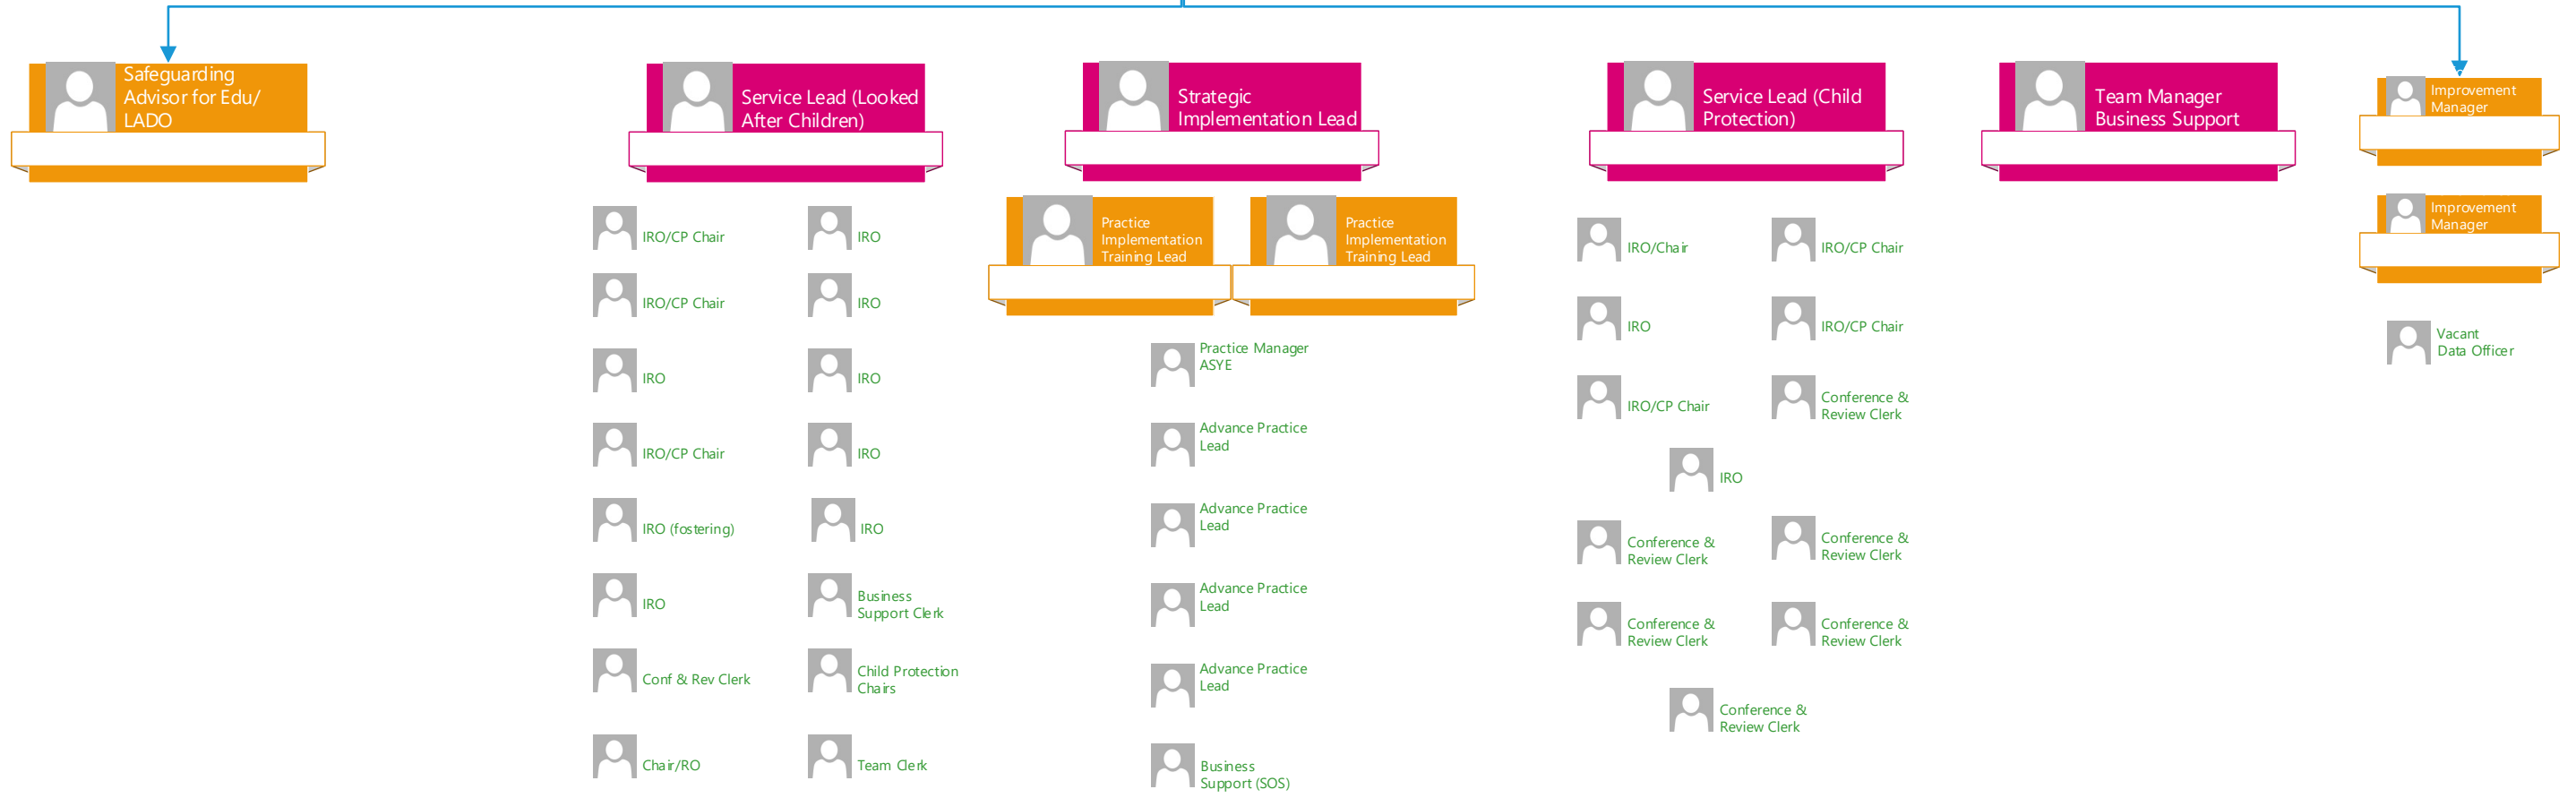 Safeguarding
Advisor for Edu/
LADO
Service Lead (Looked
After Children)
Strategic
Implementation Lead
Service Lead (Child
Protection)
Team Manager
Business Support
Improvement
Manager
Improvement
Manager
Vacant
Data Officer
IRO/CP Chair
IRO
IRO/CP Chair
IRO
IRO
IRO
IRO/CP Chair
IRO
IRO (fostering)
IRO
IRO
Business
Support Clerk
Conf & Rev Clerk
Child Protection
Chairs
Chair/RO
Team Clerk
Practice
Implementation
Training Lead
Practice
Implementation
Training Lead
Practice Manager
ASYE
Advance Practice
Lead
Advance Practice
Lead
Advance Practice
Lead
Advance Practice
Lead
Business
Support (SOS)
IRO/Chair
IRO/CP Chair
IRO
IRO/CP Chair
IRO/CP Chair
Conference &
Review Clerk
IRO
Conference &
Review Clerk
Conference &
Review Clerk
Conference &
Review Clerk
Conference &
Review Clerk
Conference &
Review Clerk